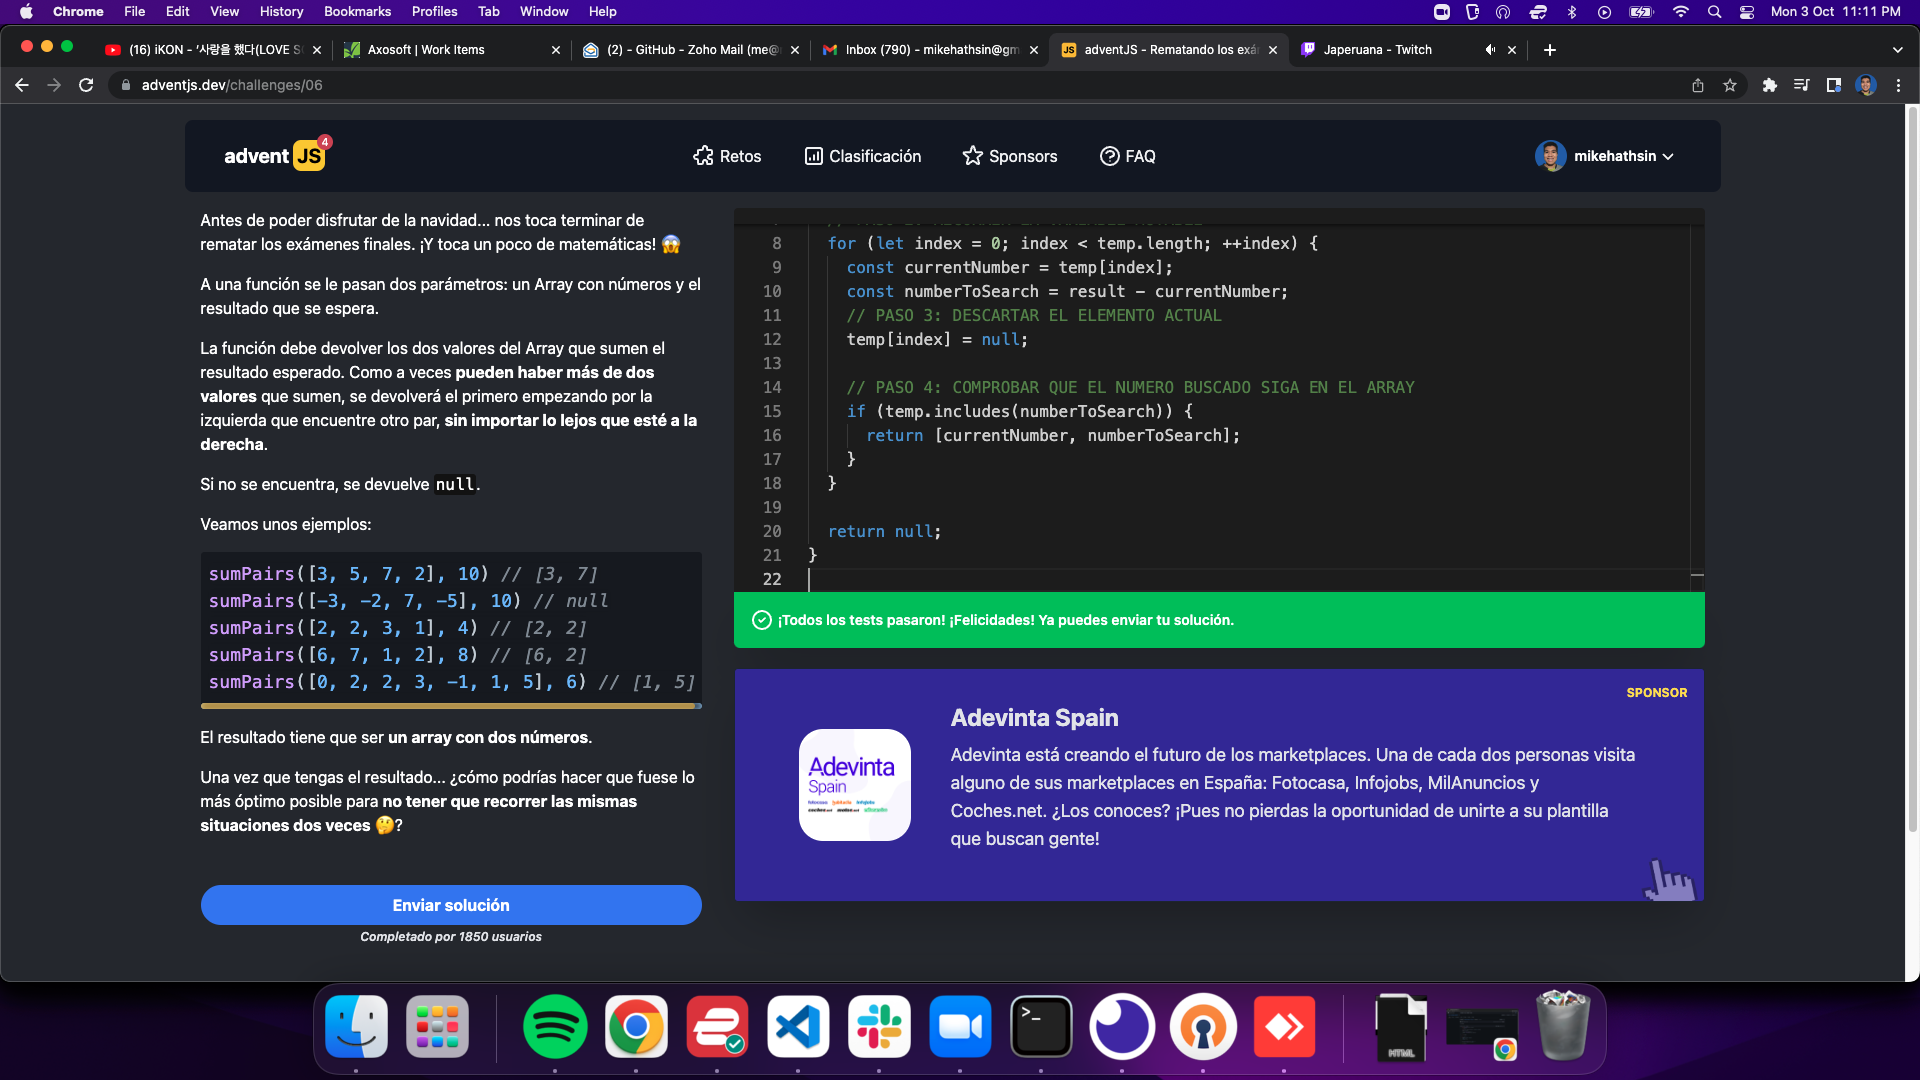 Chrome File Edit View History Bookmarks Profiles Tab Window Help Mon 3 Oct 11:11 PM
(16) iKON - '사랑을 했다(LOVE S
Axosoft | Work Items
(2) - GitHub - Zoho Mail (me@
Inbox (790) - mikehathsin@gm
adventJS - Rematando los exá
Japeruana - Twitch
adventjs.dev/challenges/06
advent JS 4
Retos
Clasificación
Sponsors
FAQ
mikehathsin
Antes de poder disfrutar de la navidad... nos toca terminar de
rematar los exámenes finales. ¡Y toca un poco de matemáticas! 😱
A una función se le pasan dos parámetros: un Array con números y el
resultado que se espera.
La función debe devolver los dos valores del Array que sumen el
resultado esperado. Como a veces pueden haber más de dos
valores que sumen, se devolverá el primero empezando por la
izquierda que encuentre otro par, sin importar lo lejos que esté a la
derecha.
Si no se encuentra, se devuelve null.
Veamos unos ejemplos:
sumPairs([3, 5, 7, 2], 10) // [3, 7]
sumPairs([-3, -2, 7, -5], 10) // null
sumPairs([2, 2, 3, 1], 4) // [2, 2]
sumPairs([6, 7, 1, 2], 8) // [6, 2]
sumPairs([0, 2, 2, 3, -1, 1, 5], 6) // [1, 5]
El resultado tiene que ser un array con dos números.
Una vez que tengas el resultado... ¿cómo podrías hacer que fuese lo
más óptimo posible para no tener que recorrer las mismas
situaciones dos veces 🤔?
Enviar solución
Completado por 1850 usuarios
8 for (let index = 0; index < temp.length; ++index) {
9 const currentNumber = temp[index];
10 const numberToSearch = result - currentNumber;
11 // PASO 3: DESCARTAR EL ELEMENTO ACTUAL
12 temp[index] = null;
13
14 // PASO 4: COMPROBAR QUE EL NUMERO BUSCADO SIGA EN EL ARRAY
15 if (temp.includes(numberToSearch)) {
16 return [currentNumber, numberToSearch];
17 }
18 }
19
20 return null;
21 }
22
¡Todos los tests pasaron! ¡Felicidades! Ya puedes enviar tu solución.
SPONSOR
Adevinta
Spain
Adevinta Spain
Adevinta está creando el futuro de los marketplaces. Una de cada dos personas visita
alguno de sus marketplaces en España: Fotocasa, Infojobs, MilAnuncios y
Coches.net. ¿Los conoces? ¡Pues no pierdas la oportunidad de unirte a su plantilla
que buscan gente!
>_
HTML